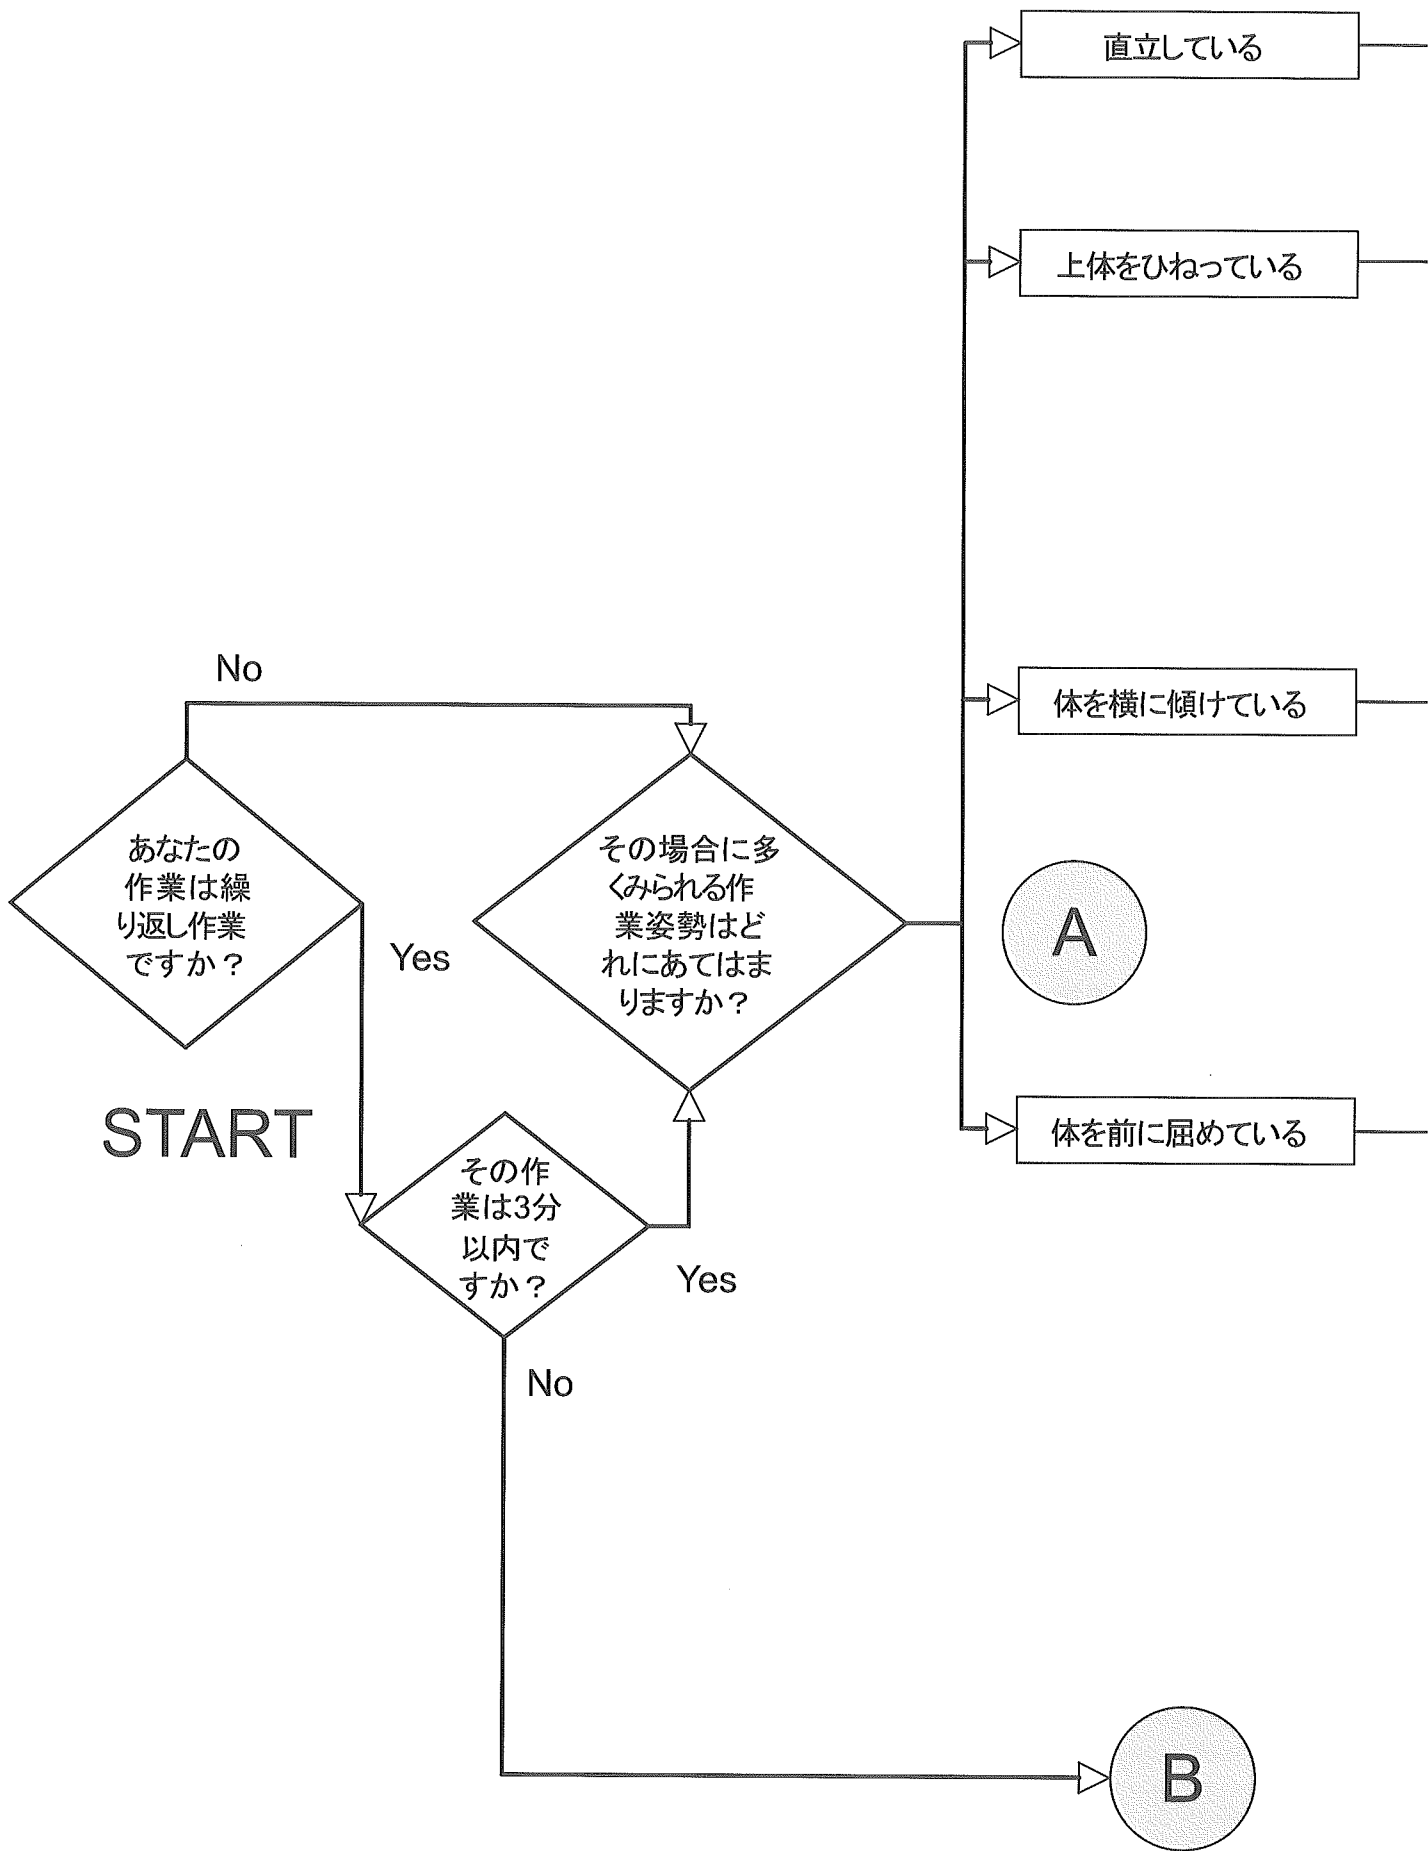 直立している
上体をひねっている
No
体を横に傾けている
あなたの
作業は繰
り返し作業
ですか？
Yes
その場合に多
くみられる作
業姿勢はど
れにあてはま
りますか？
A
START
体を前に屈めている
その作
業は3分
以内で
すか？
Yes
No
B